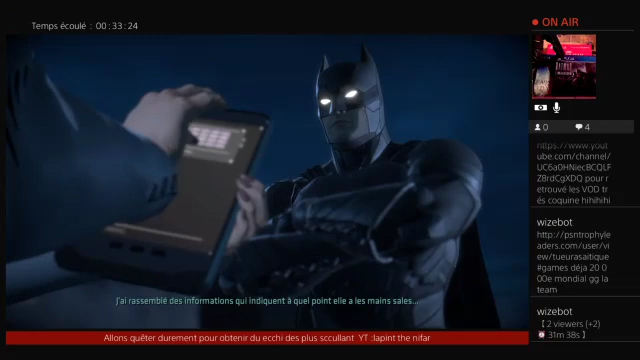 Temps écoulé : 00:33:24
ON AIR
0
4
https://www.yout
ube.com/channel/
UC6a0HNiecBCQLF
Z8rdCgXDQ pour r
etrouvé les VOD tr
és coquine hihihihi
wizebot
http://psntrophyle
aders.com/user/vi
ew/tueurasaitique
#games déja 20 0
00e mondial gg la
team
wizebot
[ 2 viewers (+2)
31m 38s ]
J'ai rassemblé des informations qui indiquent à quel point elle a les mains sales...
Allons quêter durement pour obtenir du ecchi des plus sccullant YT :lapint the nifar